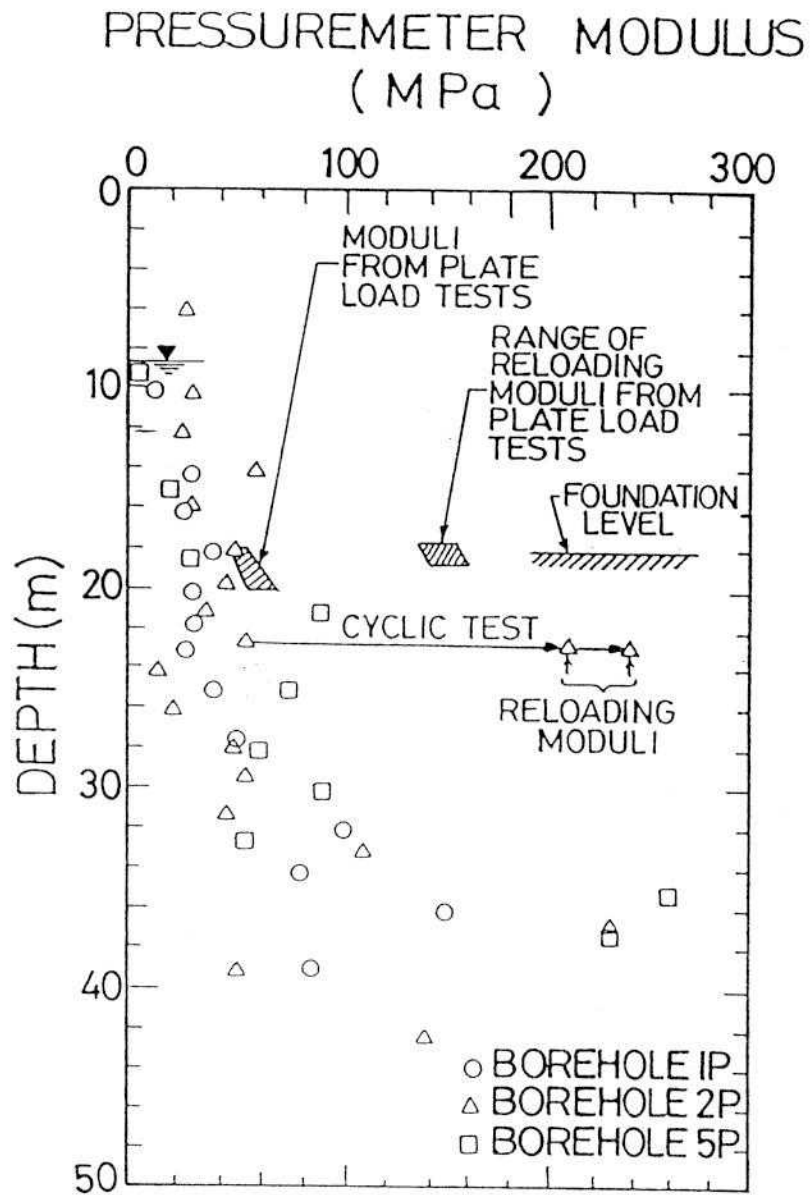 PRESSUREMETER MODULUS
(MPa)
0 100 200 300
0
10
20
30
40
50
DEPTH (m)
MODULI
FROM PLATE
LOAD TESTS
RANGE OF
RELOADING
MODULI FROM
PLATE LOAD
TESTS
FOUNDATION
LEVEL
CYCLIC TEST
RELOADING
MODULI
BOREHOLE 1P
BOREHOLE 2P
BOREHOLE 5P